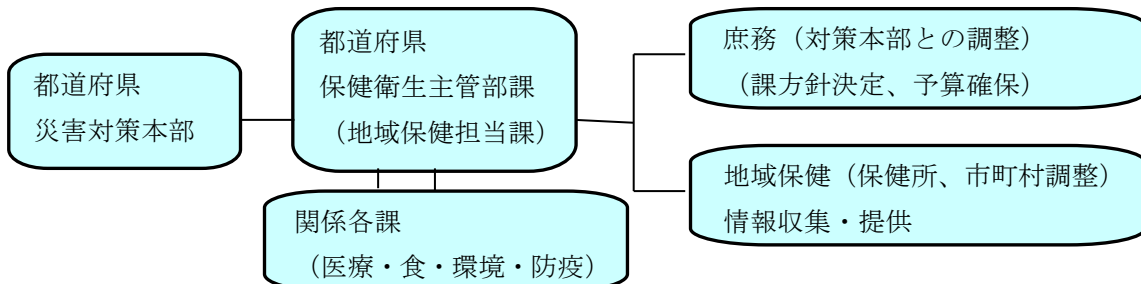 都道府県
災害対策本部
都道府県
保健衛生主管部課
（地域保健担当課）
関係各課
（医療・食・環境・防疫）
庶務（対策本部との調整）
（課方針決定、予算確保）
地域保健（保健所、市町村調整）
情報収集・提供